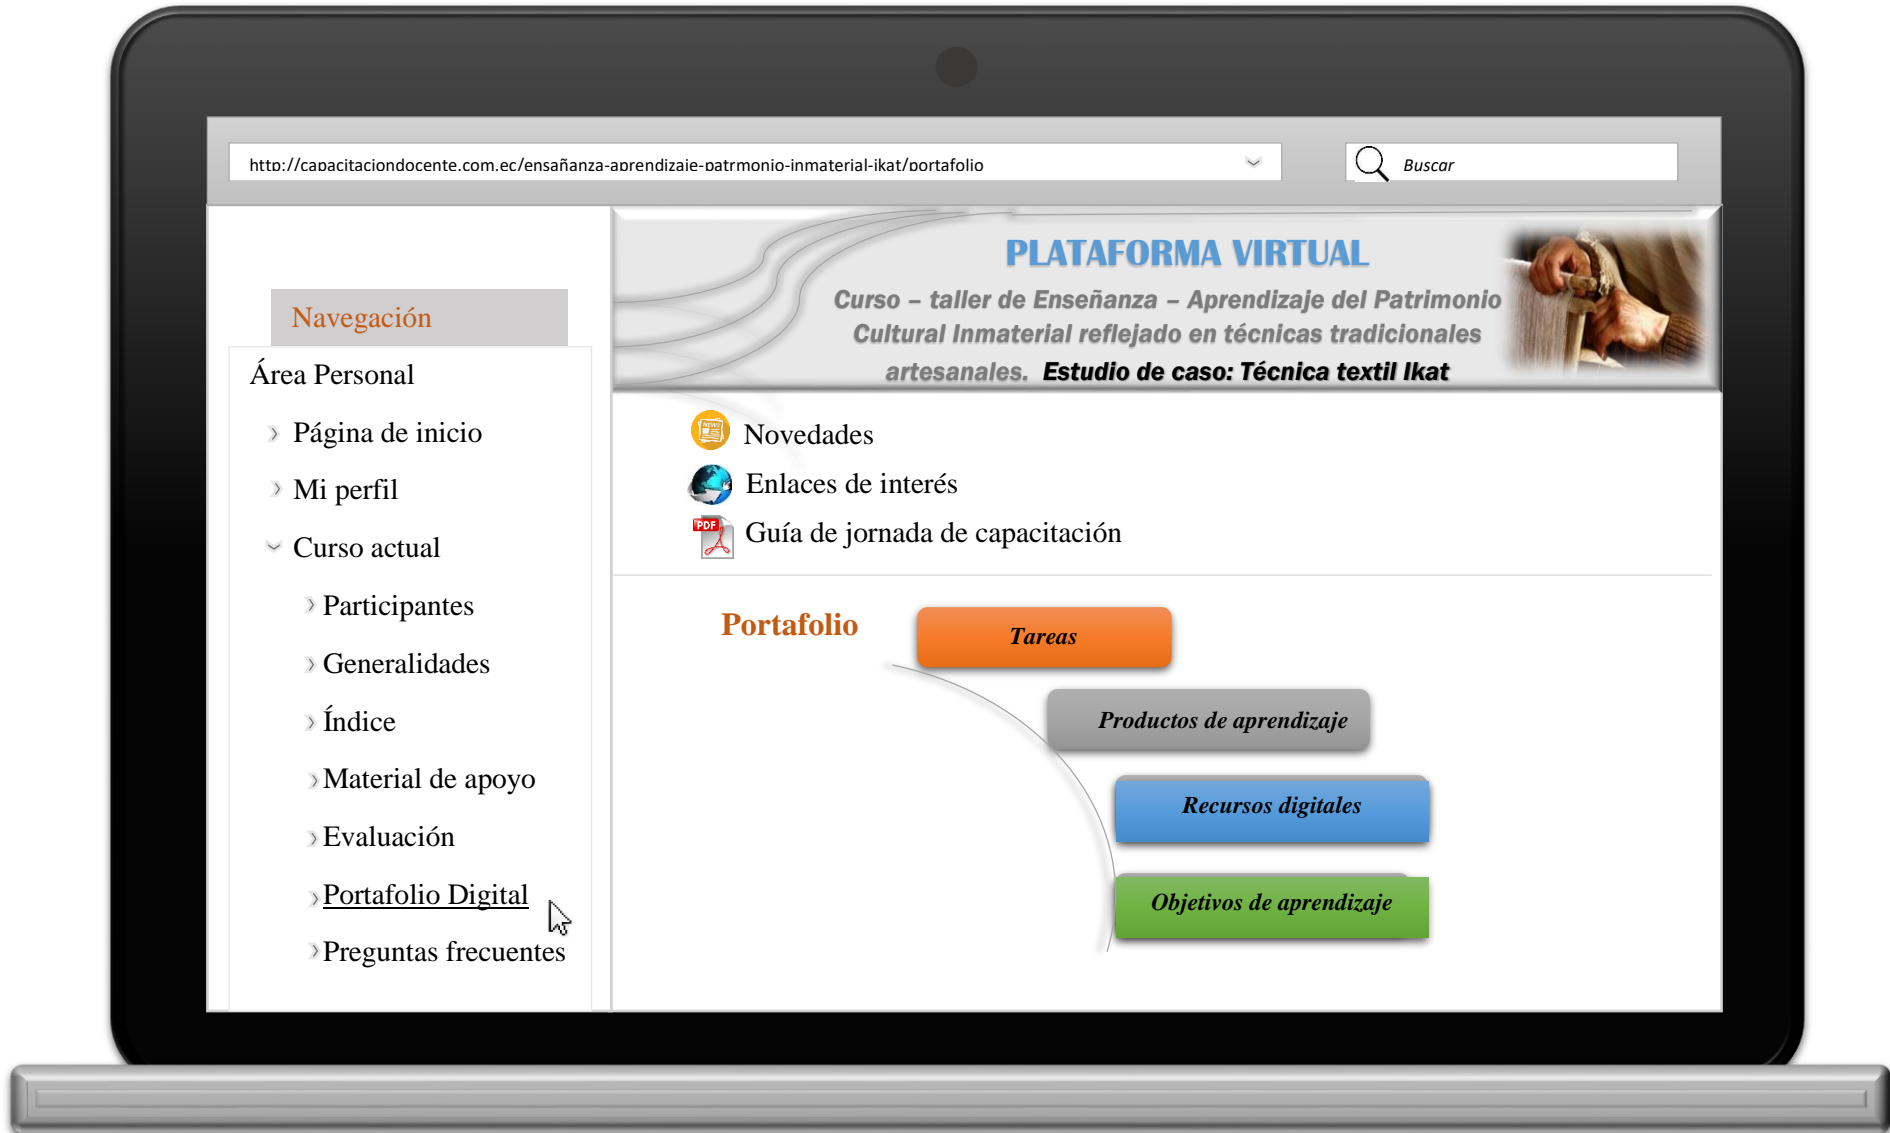 http://capacitaciondocente.com.ec/ensañanza-aprendizaje-patrmonio-inmaterial-ikat/portafolio
Buscar
PLATAFORMA VIRTUAL
Curso – taller de Enseñanza – Aprendizaje del Patrimonio
Cultural Inmaterial reflejado en técnicas tradicionales
artesanales. Estudio de caso: Técnica textil Ikat
Navegación
Área Personal
Página de inicio
Mi perfil
Curso actual
Participantes
Generalidades
Índice
Material de apoyo
Evaluación
Portafolio Digital
Preguntas frecuentes
NEWS
Novedades
Enlaces de interés
PDF
Guía de jornada de capacitación
Portafolio
Tareas
Productos de aprendizaje
Recursos digitales
Objetivos de aprendizaje